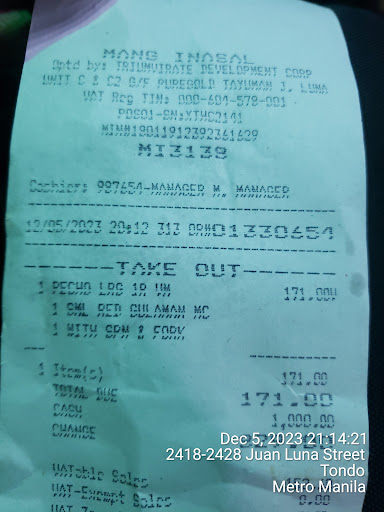 MANG INASAL
Optd by: TRIUMVIRATE DEVELOPMENT CORP
UNIT C & C2 G/F PUREGOLD TAYUMAN J. LUNA
VAT Reg TIN: 000-604-578-001
POS01-SN:XTMC2141
MIN#18011912392361629
MI3138
Cashier: 987654-MANAGER M. MANAGER
12/05/2023 20:12 313 OR#01330654
TAKE OUT
1 PECHO LRG 1R UM 171.00V
1 SML RED GULAMAN MC
1 WITH SPN & FORK
1 Item(s) 171.00
TOTAL DUE 171.00
CASH 1,000.00
CHANGE
VATable Sales
VAT-Exempt Sales 0.00
Dec 5, 2023 21:14:21
2418-2428 Juan Luna Street
Tondo
Metro Manila